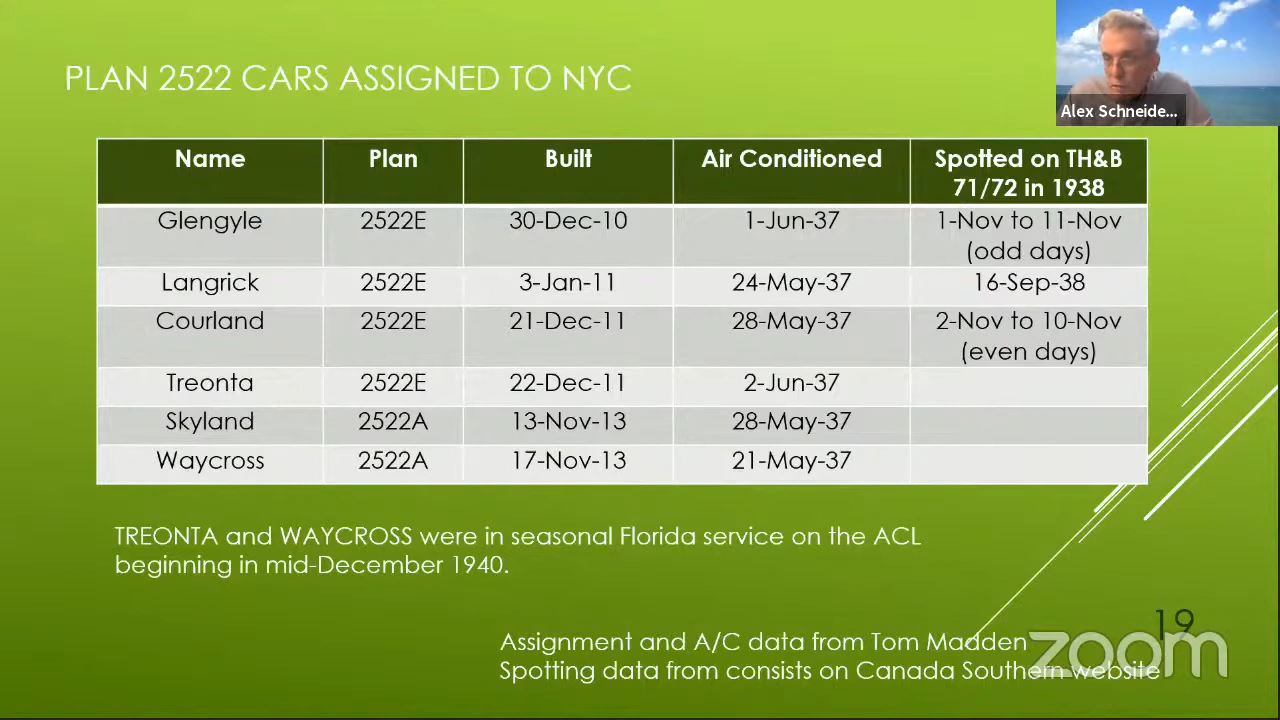 PLAN 2522 CARS ASSIGNED TO NYC
Alex Schneide...
Name Plan Built Air Conditioned Spotted on TH&B
71/72 in 1938
Glengyle 2522E 30-Dec-10 1-Jun-37 1-Nov to 11-Nov
(odd days)
Langrick 2522E 3-Jan-11 24-May-37 16-Sep-38
Courland 2522E 21-Dec-11 28-May-37 2-Nov to 10-Nov
(even days)
Treonta 2522E 22-Dec-11 2-Jun-37
Skyland 2522A 13-Nov-13 28-May-37
Waycross 2522A 17-Nov-13 21-May-37
TREONTA and WAYCROSS were in seasonal Florida service on the ACL
beginning in mid-December 1940.
19
Assignment and A/C data from Tom Madden
Spotting data from consists on Canada Southern website
zoom